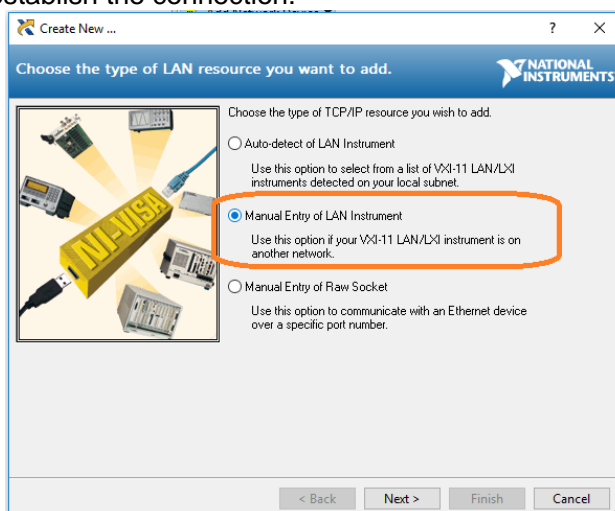 establish the connection.
Create New ...
Choose the type of LAN resource you want to add.
NATIONAL
INSTRUMENTS
Choose the type of TCP/IP resource you wish to add.
Auto-detect of LAN Instrument
Use this option to select from a list of VXI-11 LAN/LXI
instruments detected on your local subnet.
Manual Entry of LAN Instrument
Use this option if your VXI-11 LAN/LXI instrument is on
another network.
Manual Entry of Raw Socket
Use this option to communicate with an Ethernet device
over a specific port number.
NI-VISA
< Back
Next >
Finish
Cancel